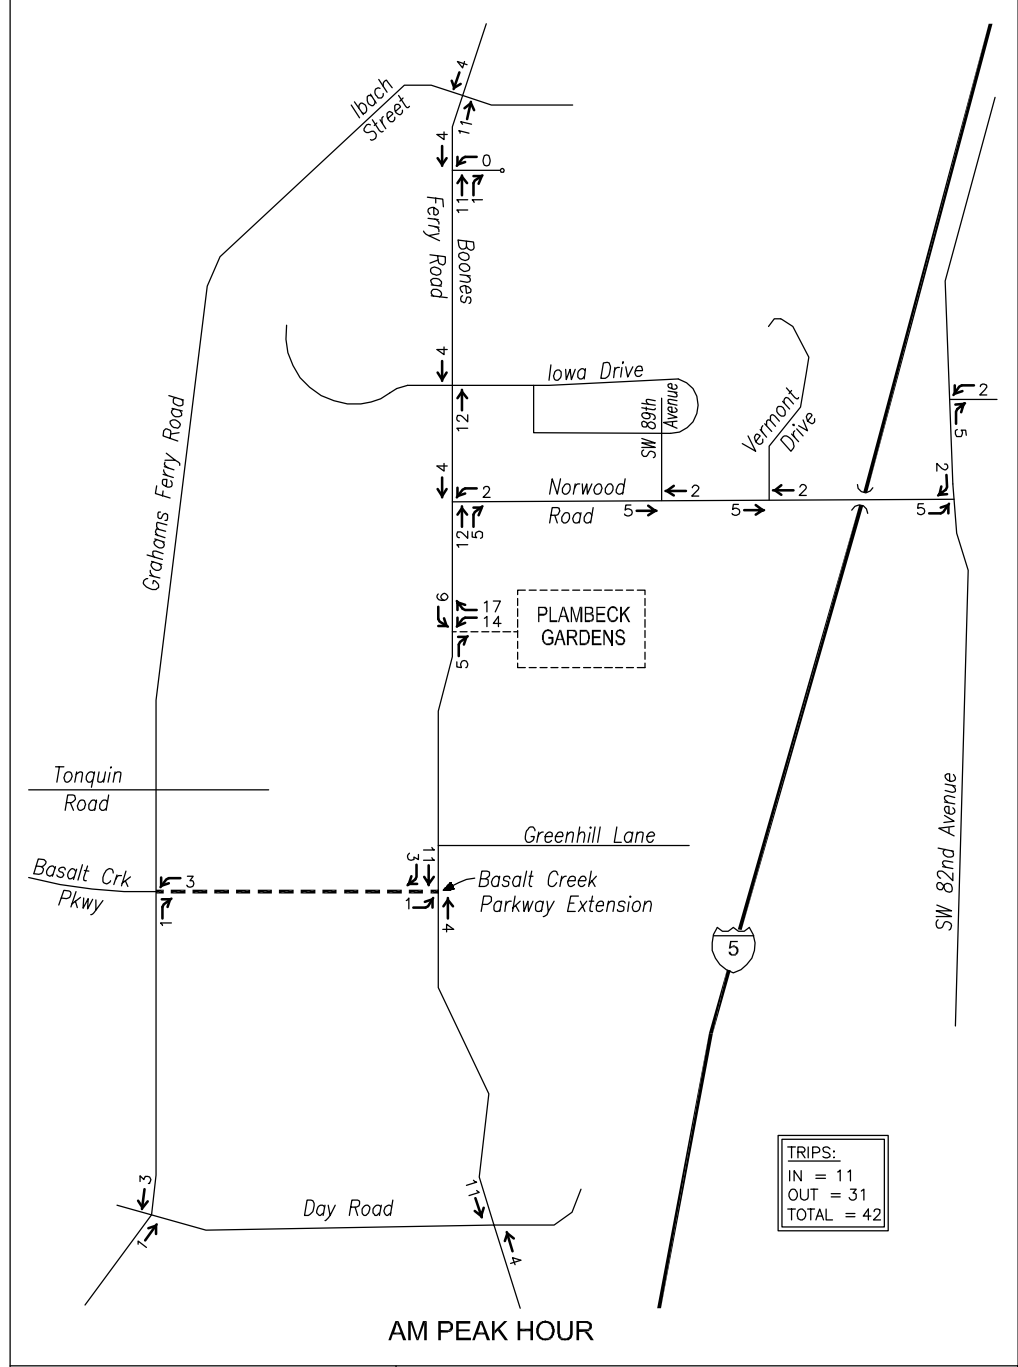 4
Ibach
Street
11
4
0
11
1
Ferry Road
Boones
4
Iowa Drive
12
SW 89th
Avenue
Vermont
Drive
2
5
Grahams Ferry Road
4
2
Norwood
Road
2
5
2
5
2
5
12
5
6
17
14
5
PLAMBECK
GARDENS
Tonquin
Road
Greenhill Lane
Basalt Crk
Pkwy
3
1
3
11
1
4
Basalt Creek
Parkway Extension
SW 82nd Avenue
5
3
1
Day Road
11
4
TRIPS:
IN = 11
OUT = 31
TOTAL = 42
AM PEAK HOUR